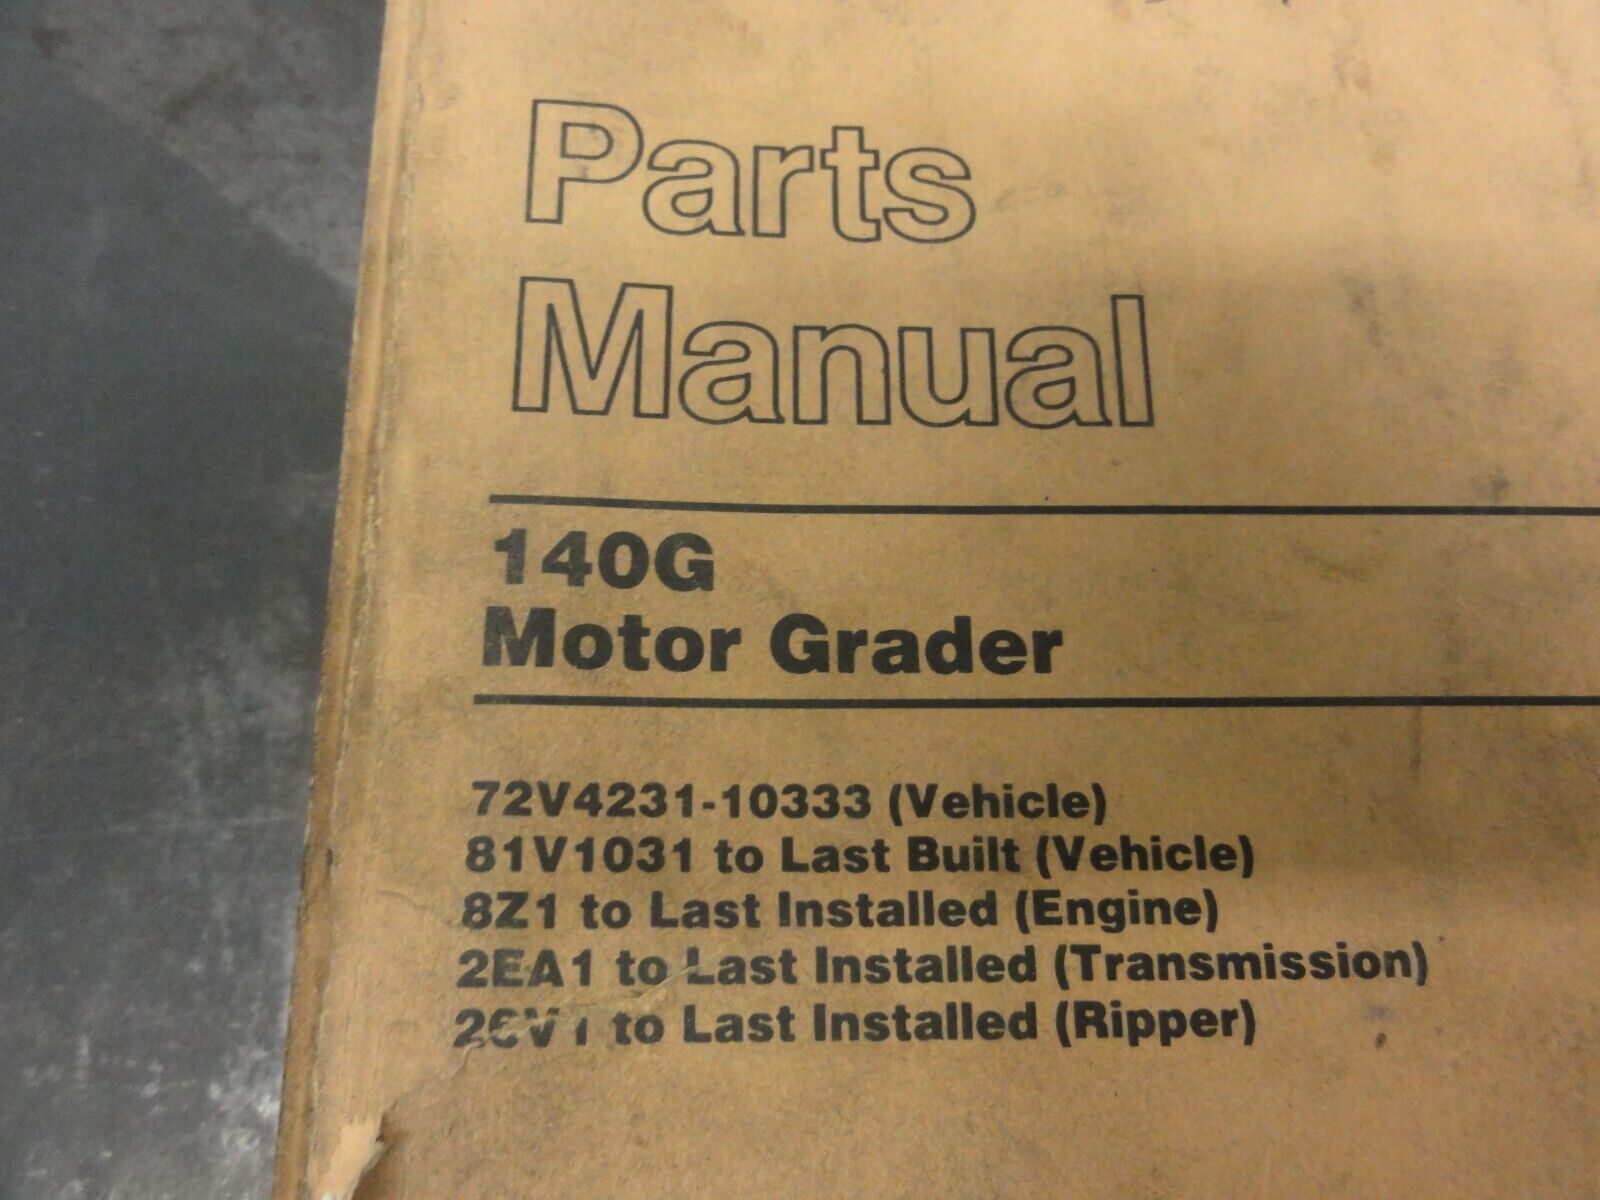 Parts
Manual
140G
Motor Grader
72V4231-10333 (Vehicle)
81V1031 to Last Built (Vehicle)
8Z1 to Last Installed (Engine)
2EA1 to Last Installed (Transmission)
to Last Installed (Ripper)